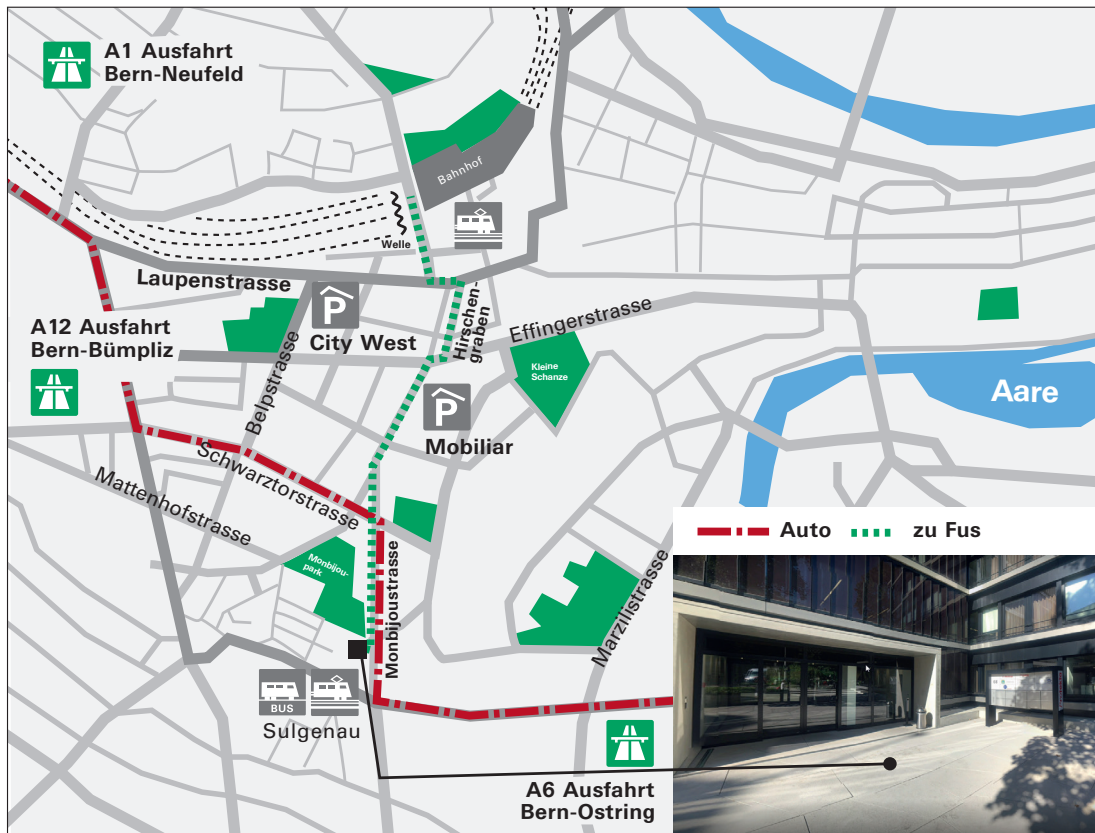 A1 Ausfahrt
Bern-Neufeld
Bahnhof
Welle
Laupenstrasse
P
City West
Hirschen-
graben
Effingerstrasse
A12 Ausfahrt
Bern-Bümpliz
Belpstrasse
Kleine
Schanze
Aare
P
Mobiliar
Schwarztorstrasse
Mattenhofstrasse
Monbijou-
park
Monbijoustrasse
Marzilistrasse
Auto
zu Fus
BUS
Sulgenau
A6 Ausfahrt
Bern-Ostring